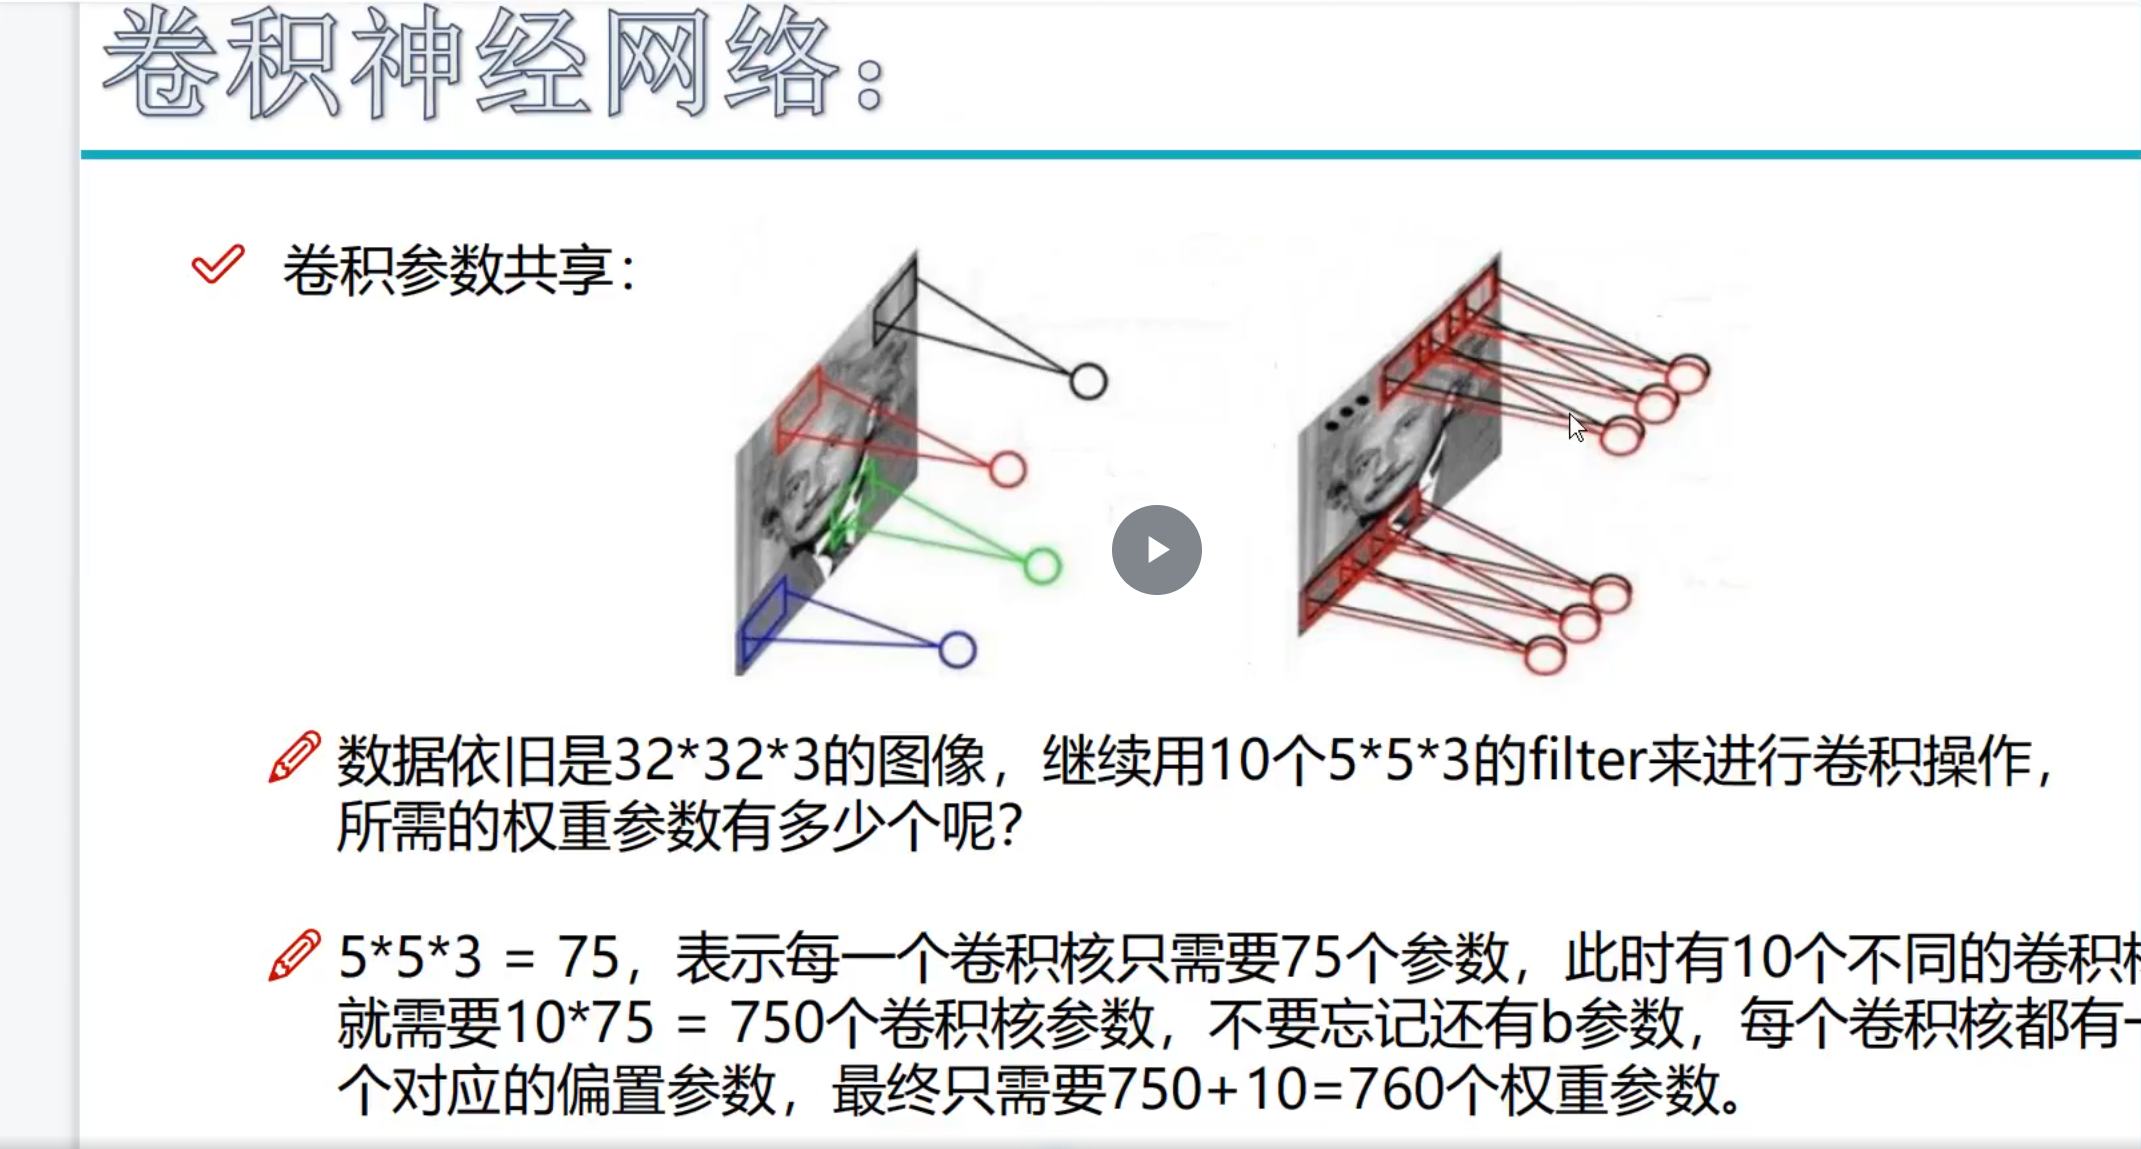 卷积神经网络：
卷积参数共享：
数据依旧是32*32*3的图像，继续用10个5*5*3的filter来进行卷积操作，
所需的权重参数有多少个呢？
5*5*3 = 75，表示每一个卷积核只需要75个参数，此时有10个不同的卷积
就需要10*75 = 750个卷积核参数，不要忘记还有b参数，每个卷积核都有一
个对应的偏置参数，最终只需要750+10=760个权重参数。